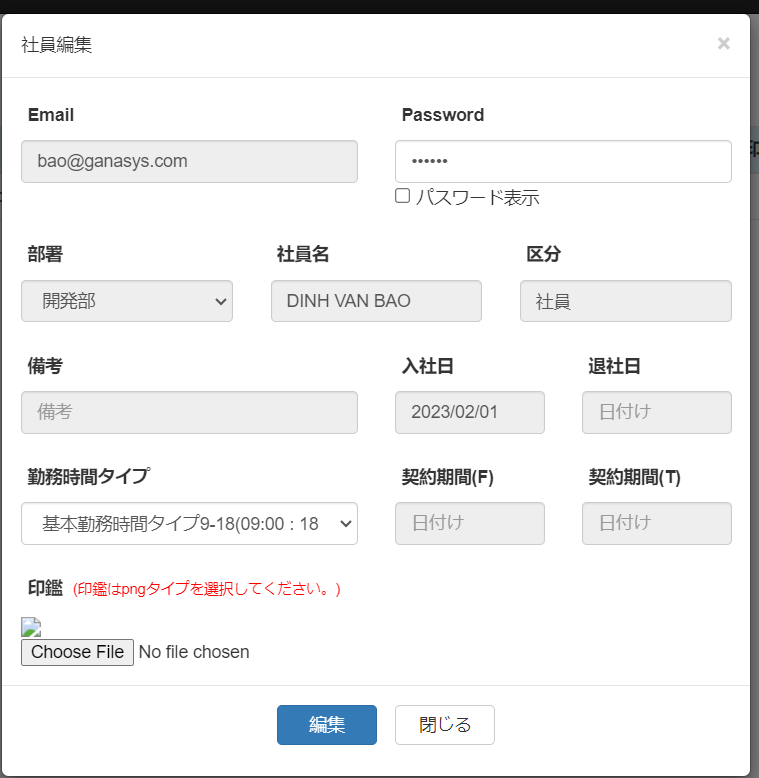 社員編集 ×
Email Password
bao@ganasys.com ••••••
パスワード表示
部署 社員名 区分
開発部 DINH VAN BAO 社員
備考 入社日 退社日
備考 2023/02/01 日付け
勤務時間タイプ 契約期間(F) 契約期間(T)
基本勤務時間タイプ9-18(09:00 : 18 日付け 日付け
印鑑 (印鑑はpngタイプを選択してください。)
Choose File No file chosen
編集 閉じる